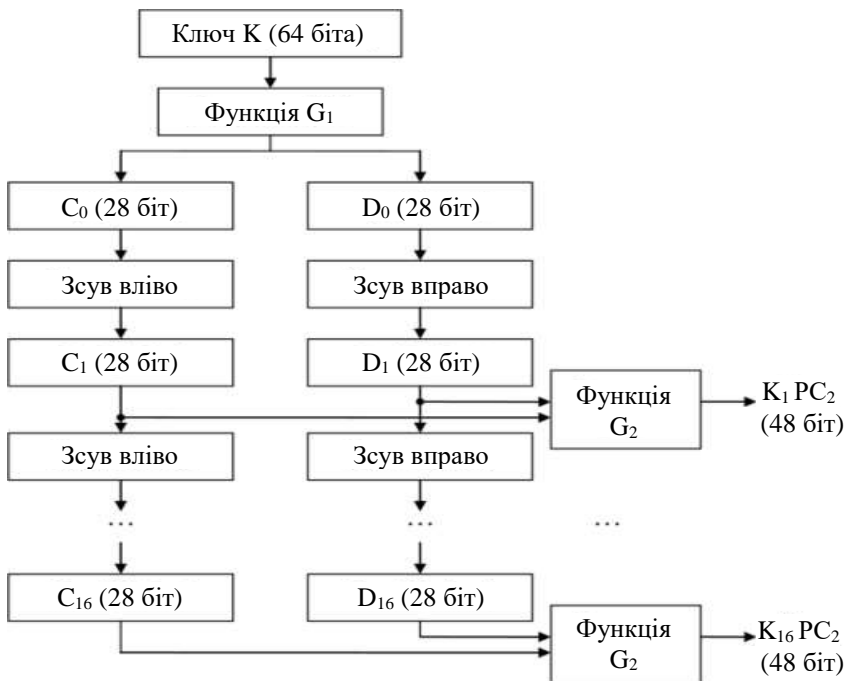 Ключ K (64 біта)
Функція G₁
C₀ (28 біт)
D₀ (28 біт)
Зсув вліво
Зсув вправо
C₁ (28 біт)
D₁ (28 біт)
Функція
G₂
K₁ PC₂
(48 біт)
Зсув вліво
Зсув вправо
...
...
...
C₁₆ (28 біт)
D₁₆ (28 біт)
Функція
G₂
K₁₆ PC₂
(48 біт)